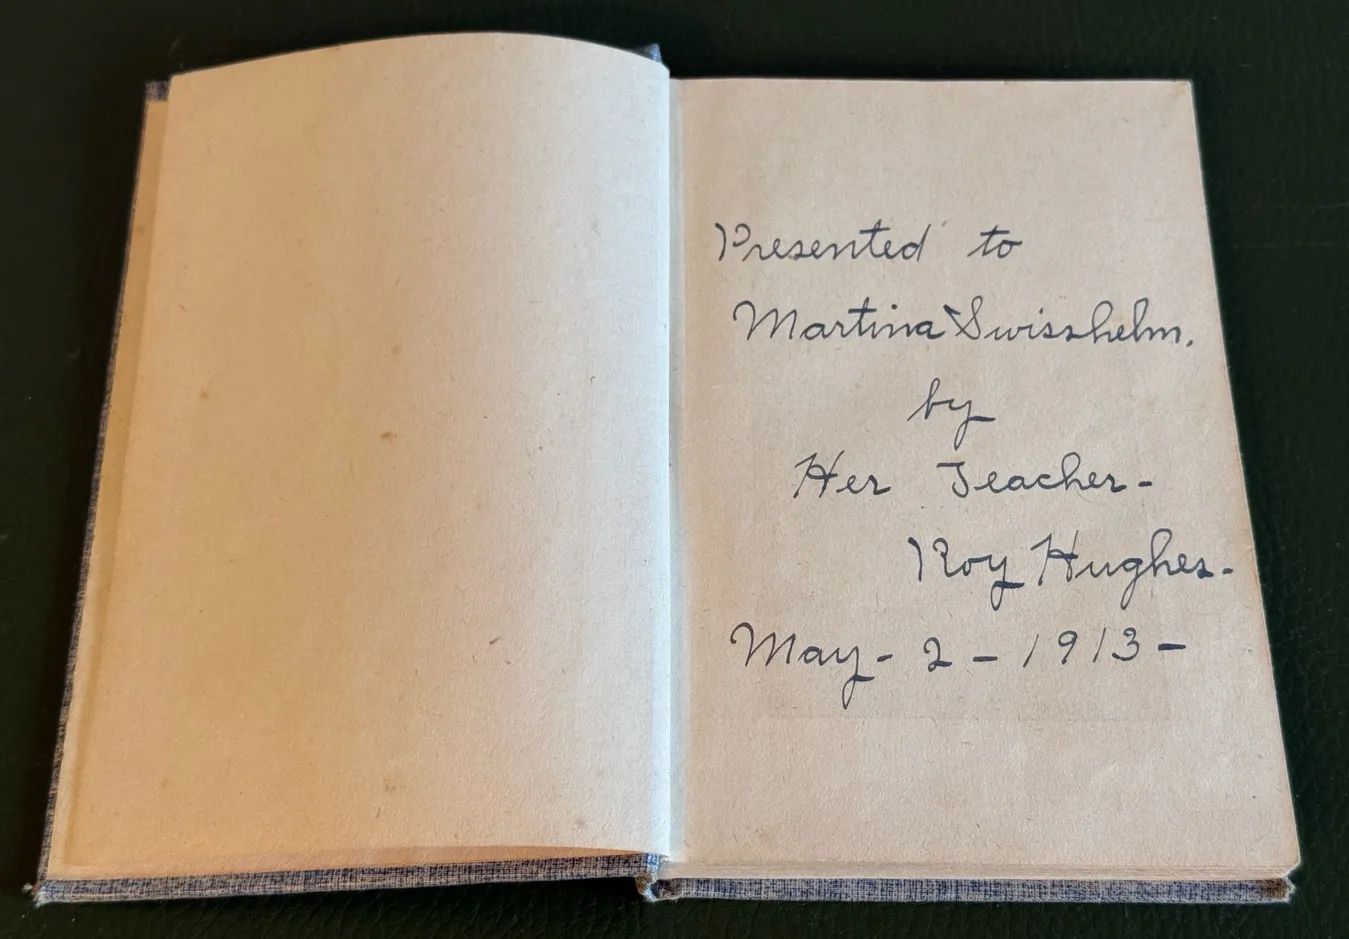 Presented to
Martina Swisshelm.
by
Her Teacher-
Roy Hughes.
May-2-1913-